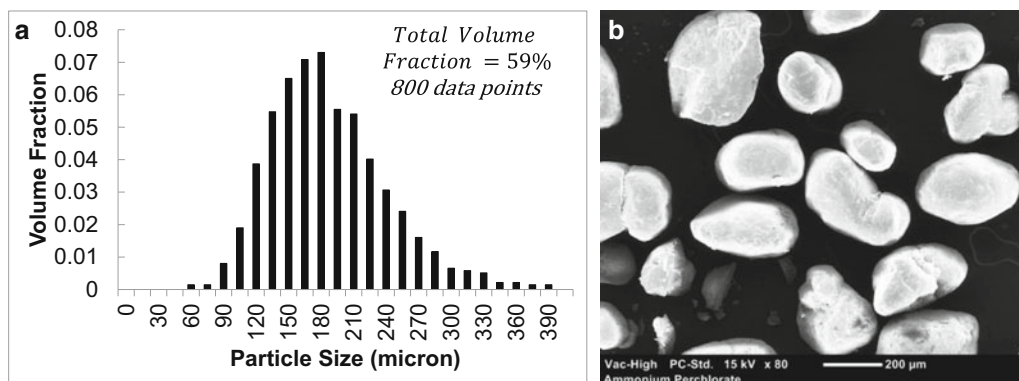 a
0.08
0.07
0.06
0.05
0.04
0.03
0.02
0.01
0
Volume Fraction
Total Volume
Fraction = 59%
800 data points
0 30 60 90 120 150 180 210 240 270 300 330 360 390
Particle Size (micron)
b
Vac-High PC-Std. 15 kV x 80 200 µm
Ammonium Perchlorate